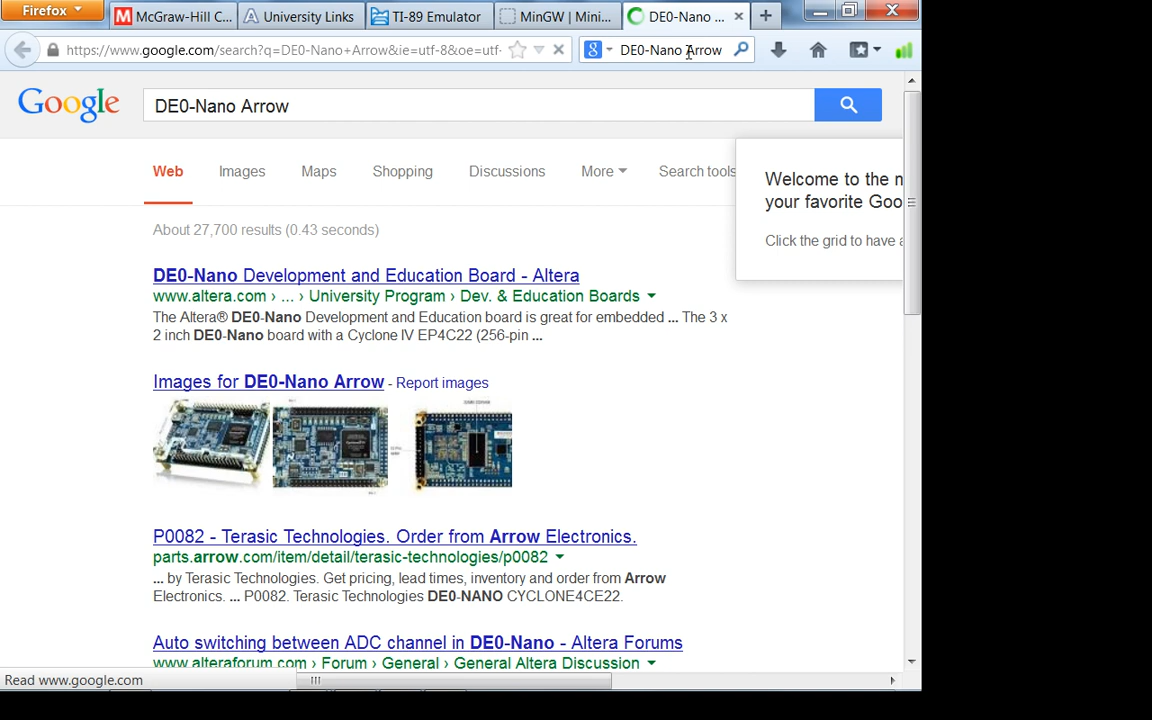 Firefox
McGraw-Hill C...
University Links
TI-89 Emulator
MinGW | Mini...
DE0-Nano ...
https://www.google.com/search?q=DE0-Nano+Arrow&ie=utf-8&oe=utf-
DE0-Nano Arrow
Google
DE0-Nano Arrow
Web
Images
Maps
Shopping
Discussions
More
Search tools
Welcome to the n
your favorite Goo
Click the grid to have a
About 27,700 results (0.43 seconds)
DE0-Nano Development and Education Board - Altera
www.altera.com › ... › University Program › Dev. & Education Boards
The Altera® DE0-Nano Development and Education board is great for embedded ... The 3 x
2 inch DE0-Nano board with a Cyclone IV EP4C22 (256-pin ...
Images for DE0-Nano Arrow - Report images
P0082 - Terasic Technologies. Order from Arrow Electronics.
parts.arrow.com/item/detail/terasic-technologies/p0082
... by Terasic Technologies. Get pricing, lead times, inventory and order from Arrow
Electronics. ... P0082. Terasic Technologies DE0-NANO CYCLONE4CE22.
Auto switching between ADC channel in DE0-Nano - Altera Forums
www.alteraforum.com › Forum › General › General Altera Discussion
Read www.google.com